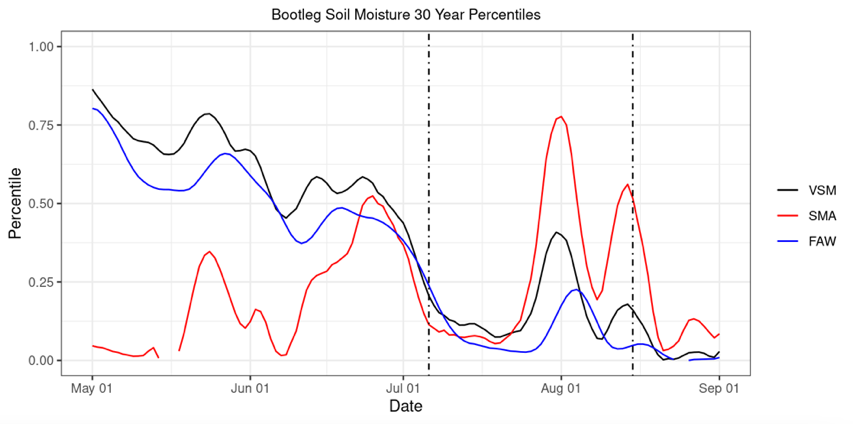 Bootleg Soil Moisture 30 Year Percentiles
1.00
0.75
0.50
0.25
0.00
Percentile
May 01 Jun 01 Jul 01 Aug 01 Sep 01
Date
VSM
SMA
FAW